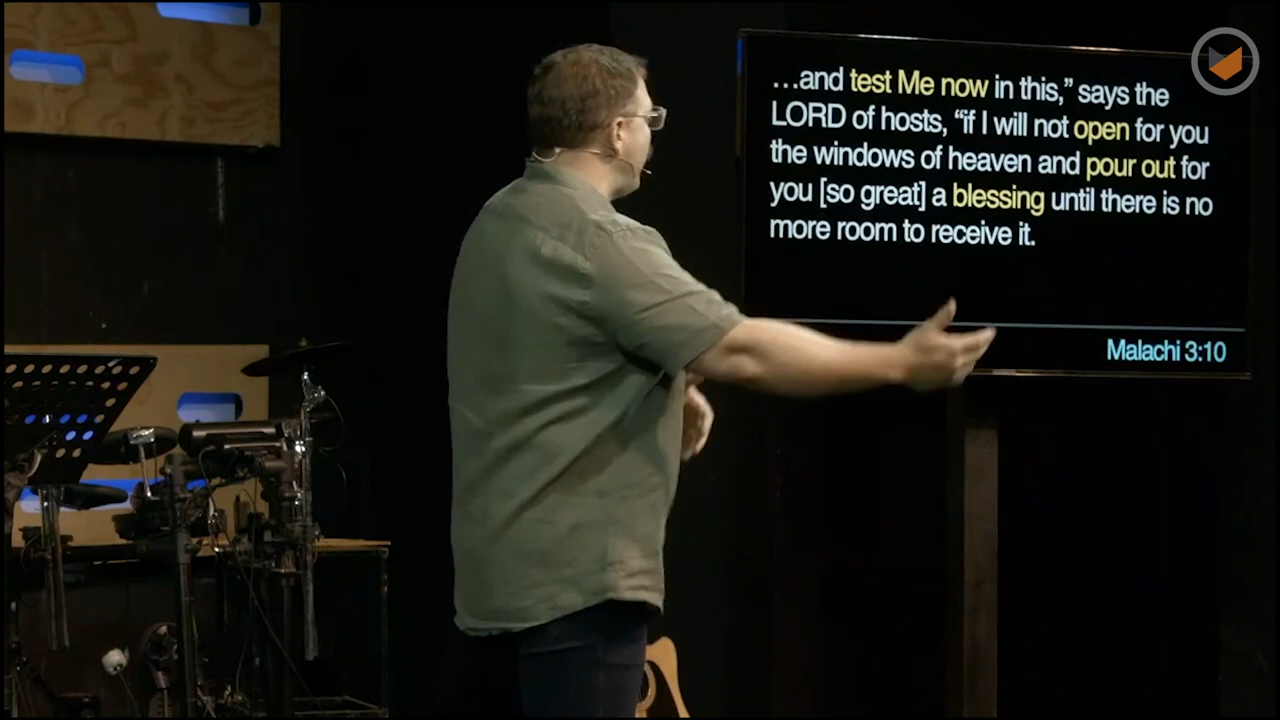 …and test Me now in this,” says the
LORD of hosts, “if I will not open for you
the windows of heaven and pour out for
you [so great] a blessing until there is no
more room to receive it.
Malachi 3:10